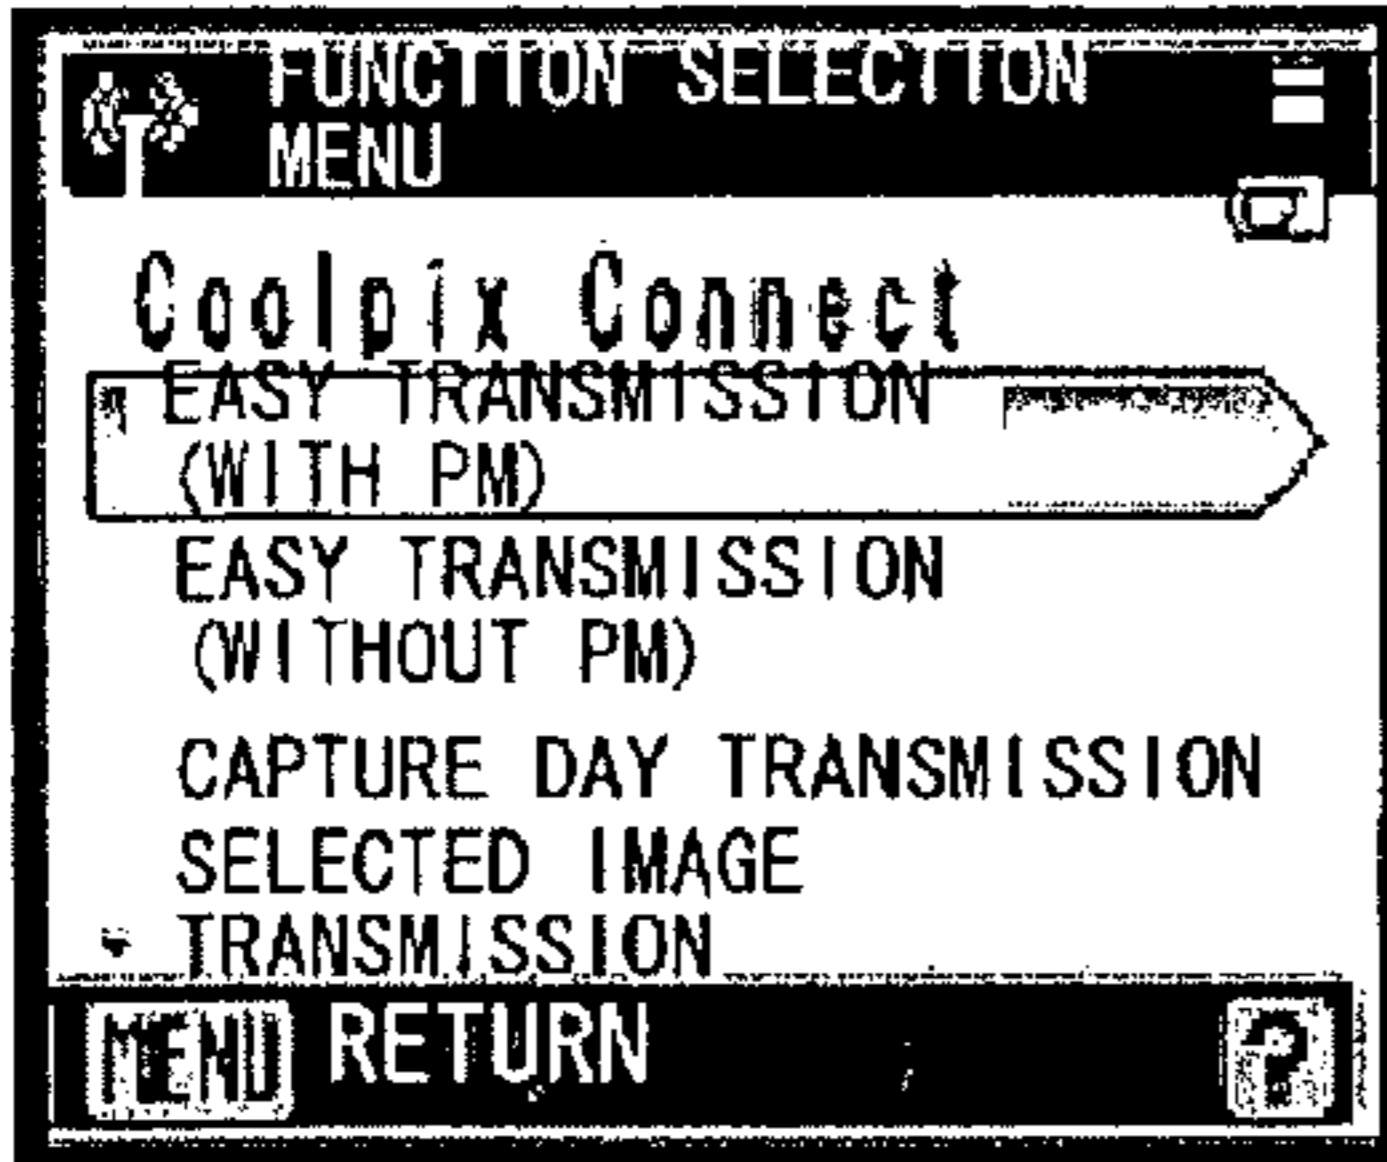 FUNCTION SELECTION
MENU
Coolpix Connect
EASY TRANSMISSION
(WITH PM)
EASY TRANSMISSION
(WITHOUT PM)
CAPTURE DAY TRANSMISSION
SELECTED IMAGE
TRANSMISSION
MENU RETURN ?